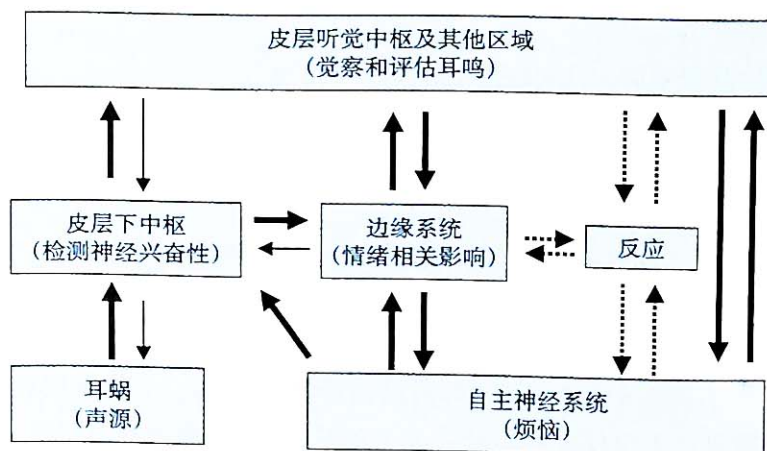 皮层听觉中枢及其他区域
(觉察和评估耳鸣)
皮层下中枢
(检测神经兴奋性)
边缘系统
(情绪相关影响)
反应
耳蜗
(声源)
自主神经系统
(烦恼)